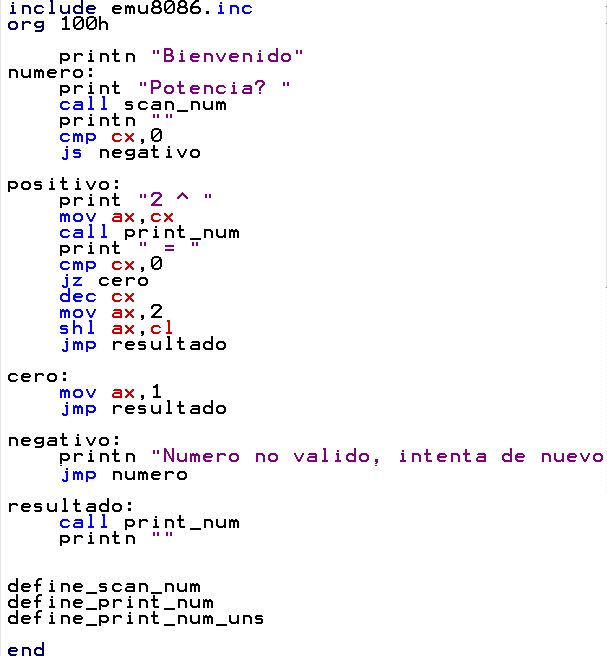 include emu8086.inc
org 100h
printn "Bienvenido"
numero:
print "Potencia? "
call scan_num
printn ""
cmp cx,0
js negativo
positivo:
print "2 ^ "
mov ax,cx
call print_num
print " = "
cmp cx,0
jz cero
dec cx
mov ax,2
shl ax,cl
jmp resultado
cero:
mov ax,1
jmp resultado
negativo:
printn "Numero no valido, intenta de nuevo
jmp numero
resultado:
call print_num
printn ""
define_scan_num
define_print_num
define_print_num_uns
end